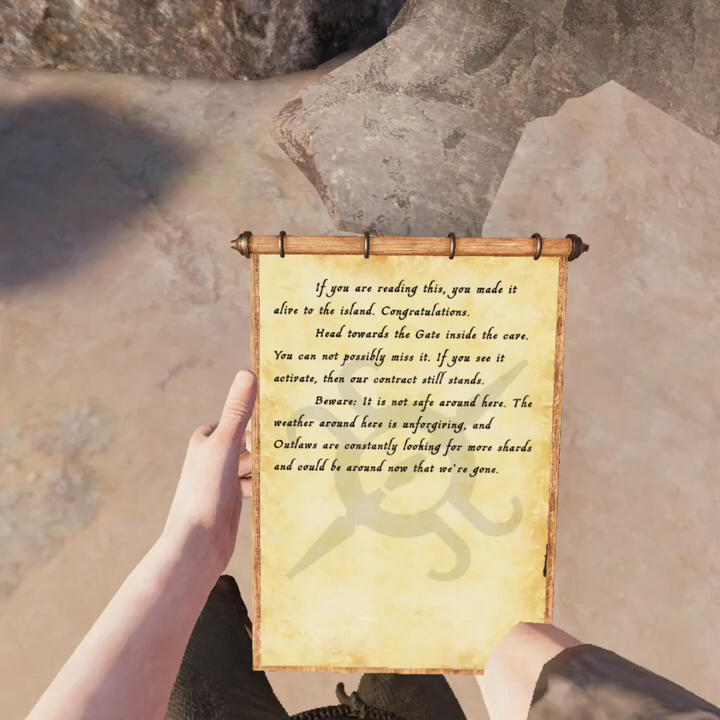 If you are reading this, you made it
alive to the island. Congratulations.
Head towards the Gate inside the cave.
You can not possibly miss it. If you see it
activate, then our contract still stands.
Beware: It is not safe around here. The
weather around here is unforgiving, and
Outlaws are constantly looking for more shards
and could be around now that we're gone.